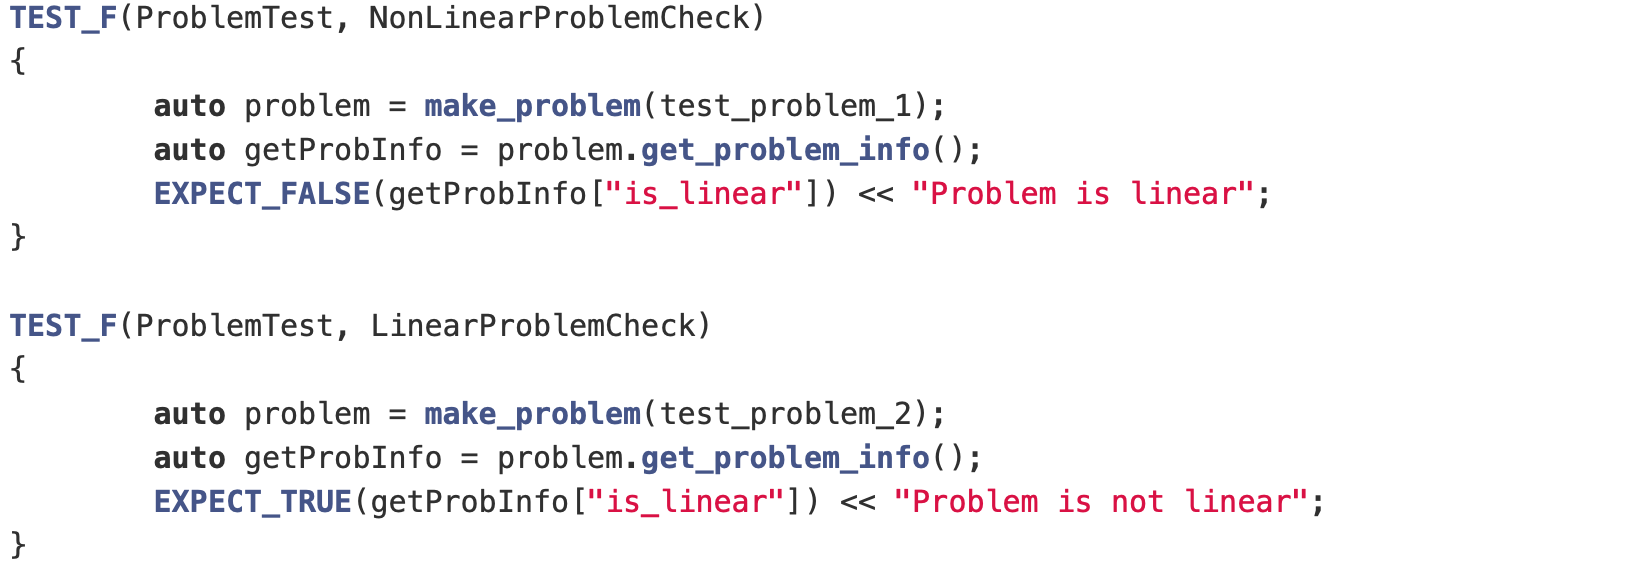 TEST_F(ProblemTest, NonLinearProblemCheck)
{
        auto problem = make_problem(test_problem_1);
        auto getProbInfo = problem.get_problem_info();
        EXPECT_FALSE(getProbInfo["is_linear"]) << "Problem is linear";
}

TEST_F(ProblemTest, LinearProblemCheck)
{
        auto problem = make_problem(test_problem_2);
        auto getProbInfo = problem.get_problem_info();
        EXPECT_TRUE(getProbInfo["is_linear"]) << "Problem is not linear";
}